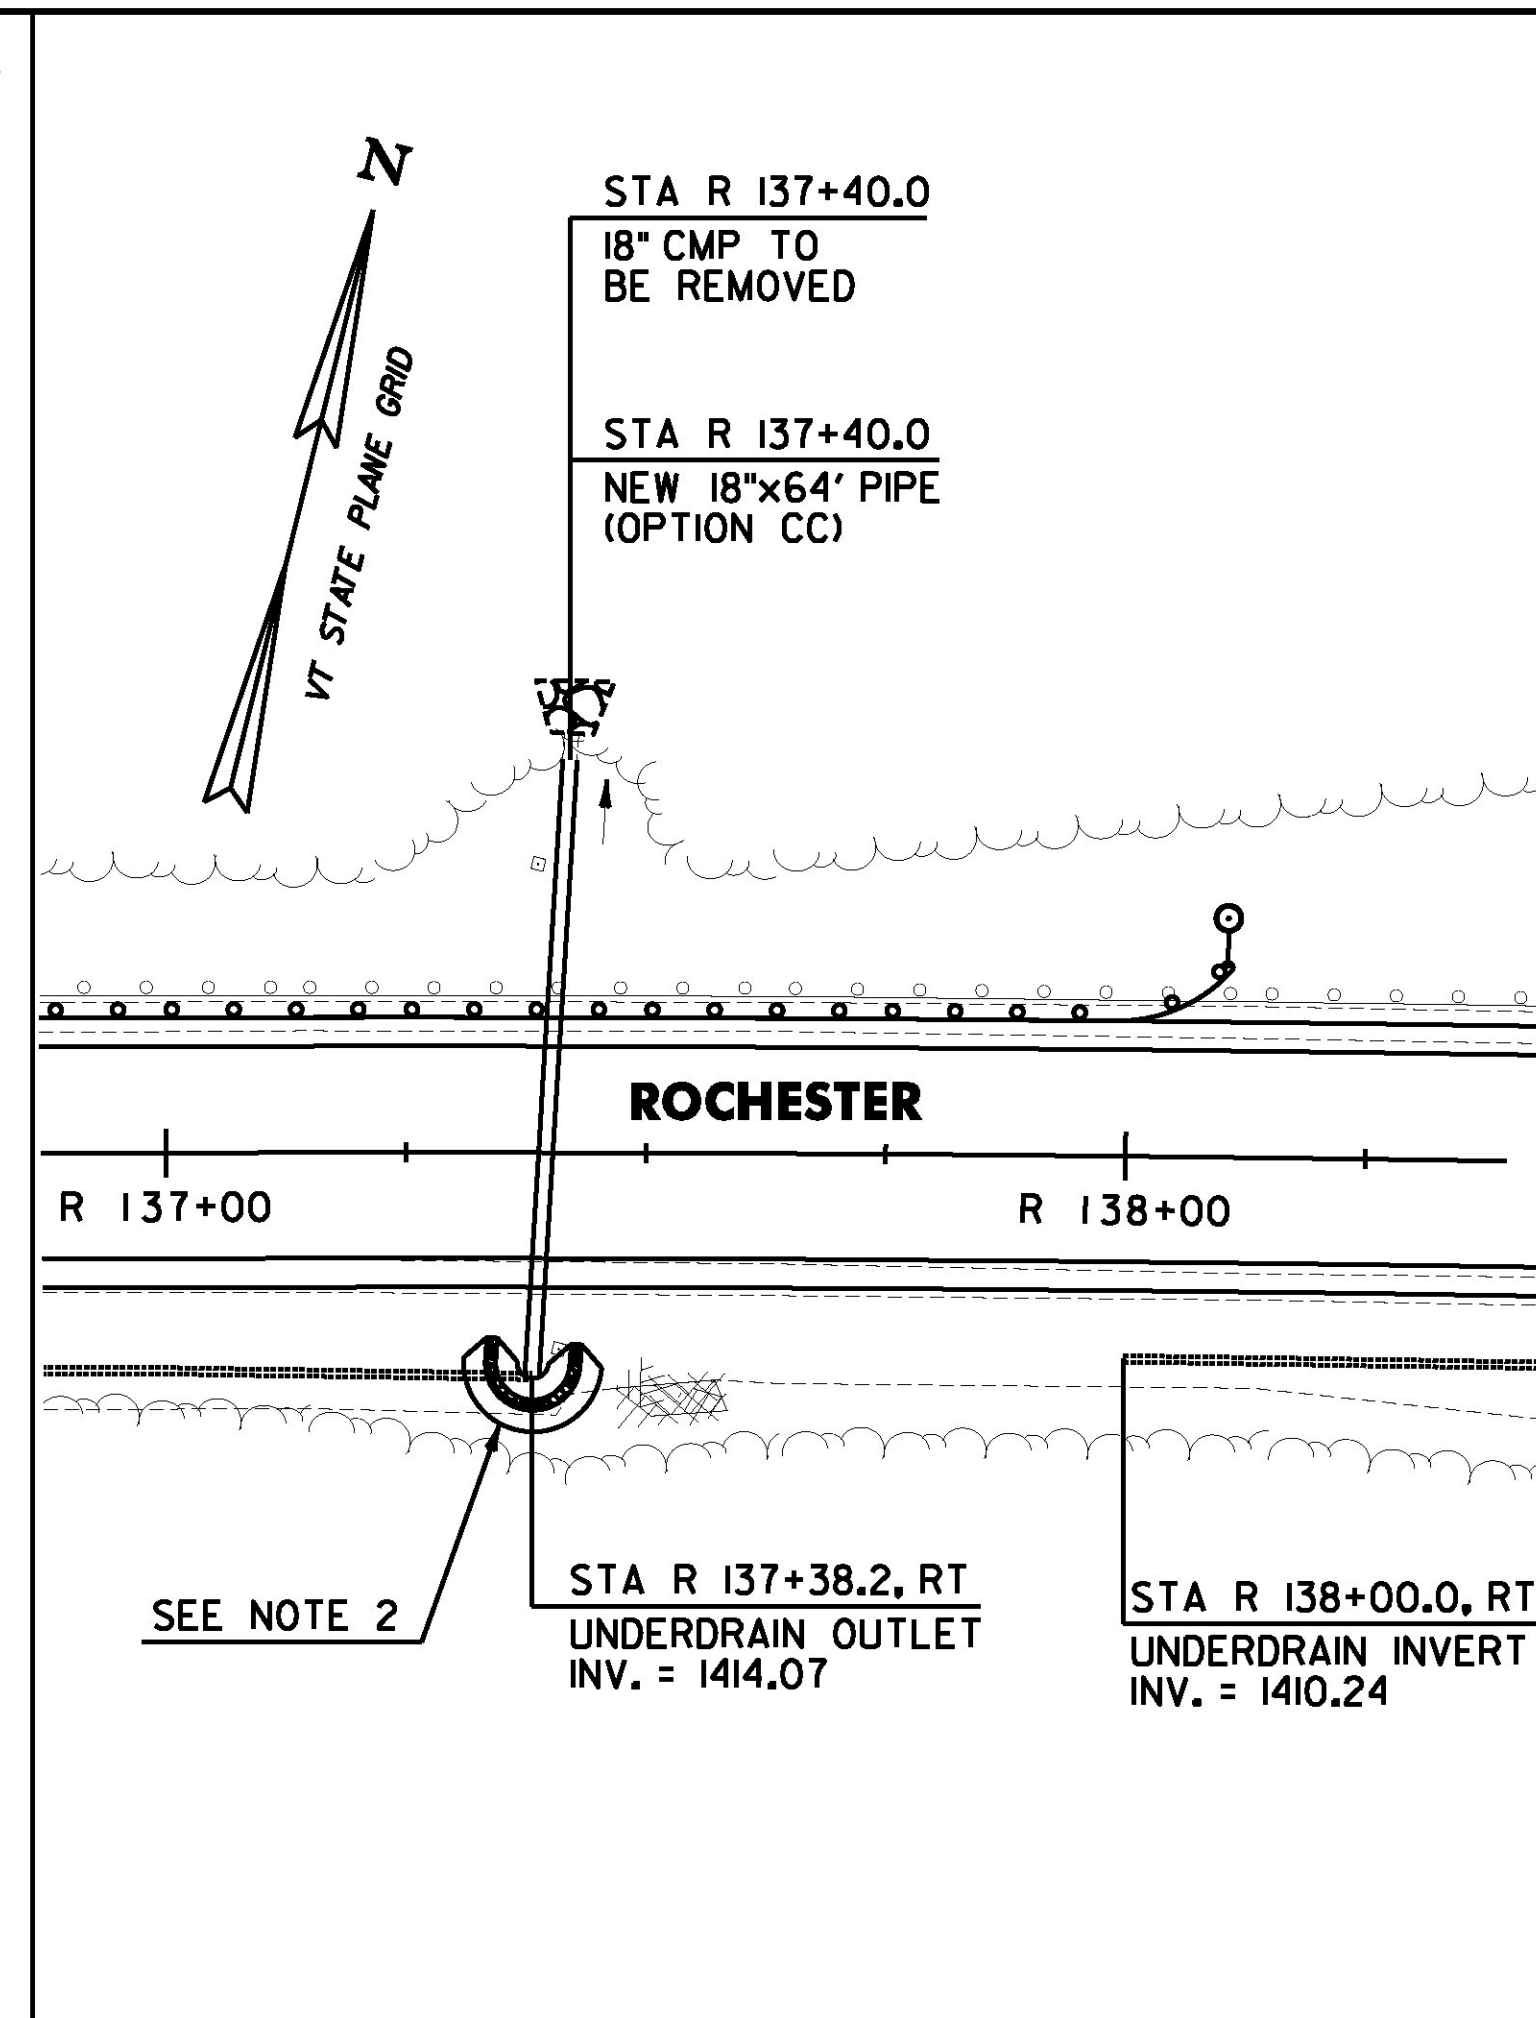 N
VT STATE PLANE GRID
STA R 137+40.0
18" CMP TO
BE REMOVED
STA R 137+40.0
NEW 18"x64' PIPE
(OPTION CC)
ROCHESTER
R 137+00
R 138+00
SEE NOTE 2
STA R 137+38.2, RT
UNDERDRAIN OUTLET
INV. = 1414.07
STA R 138+00.0, RT
UNDERDRAIN INVERT
INV. = 1410.24